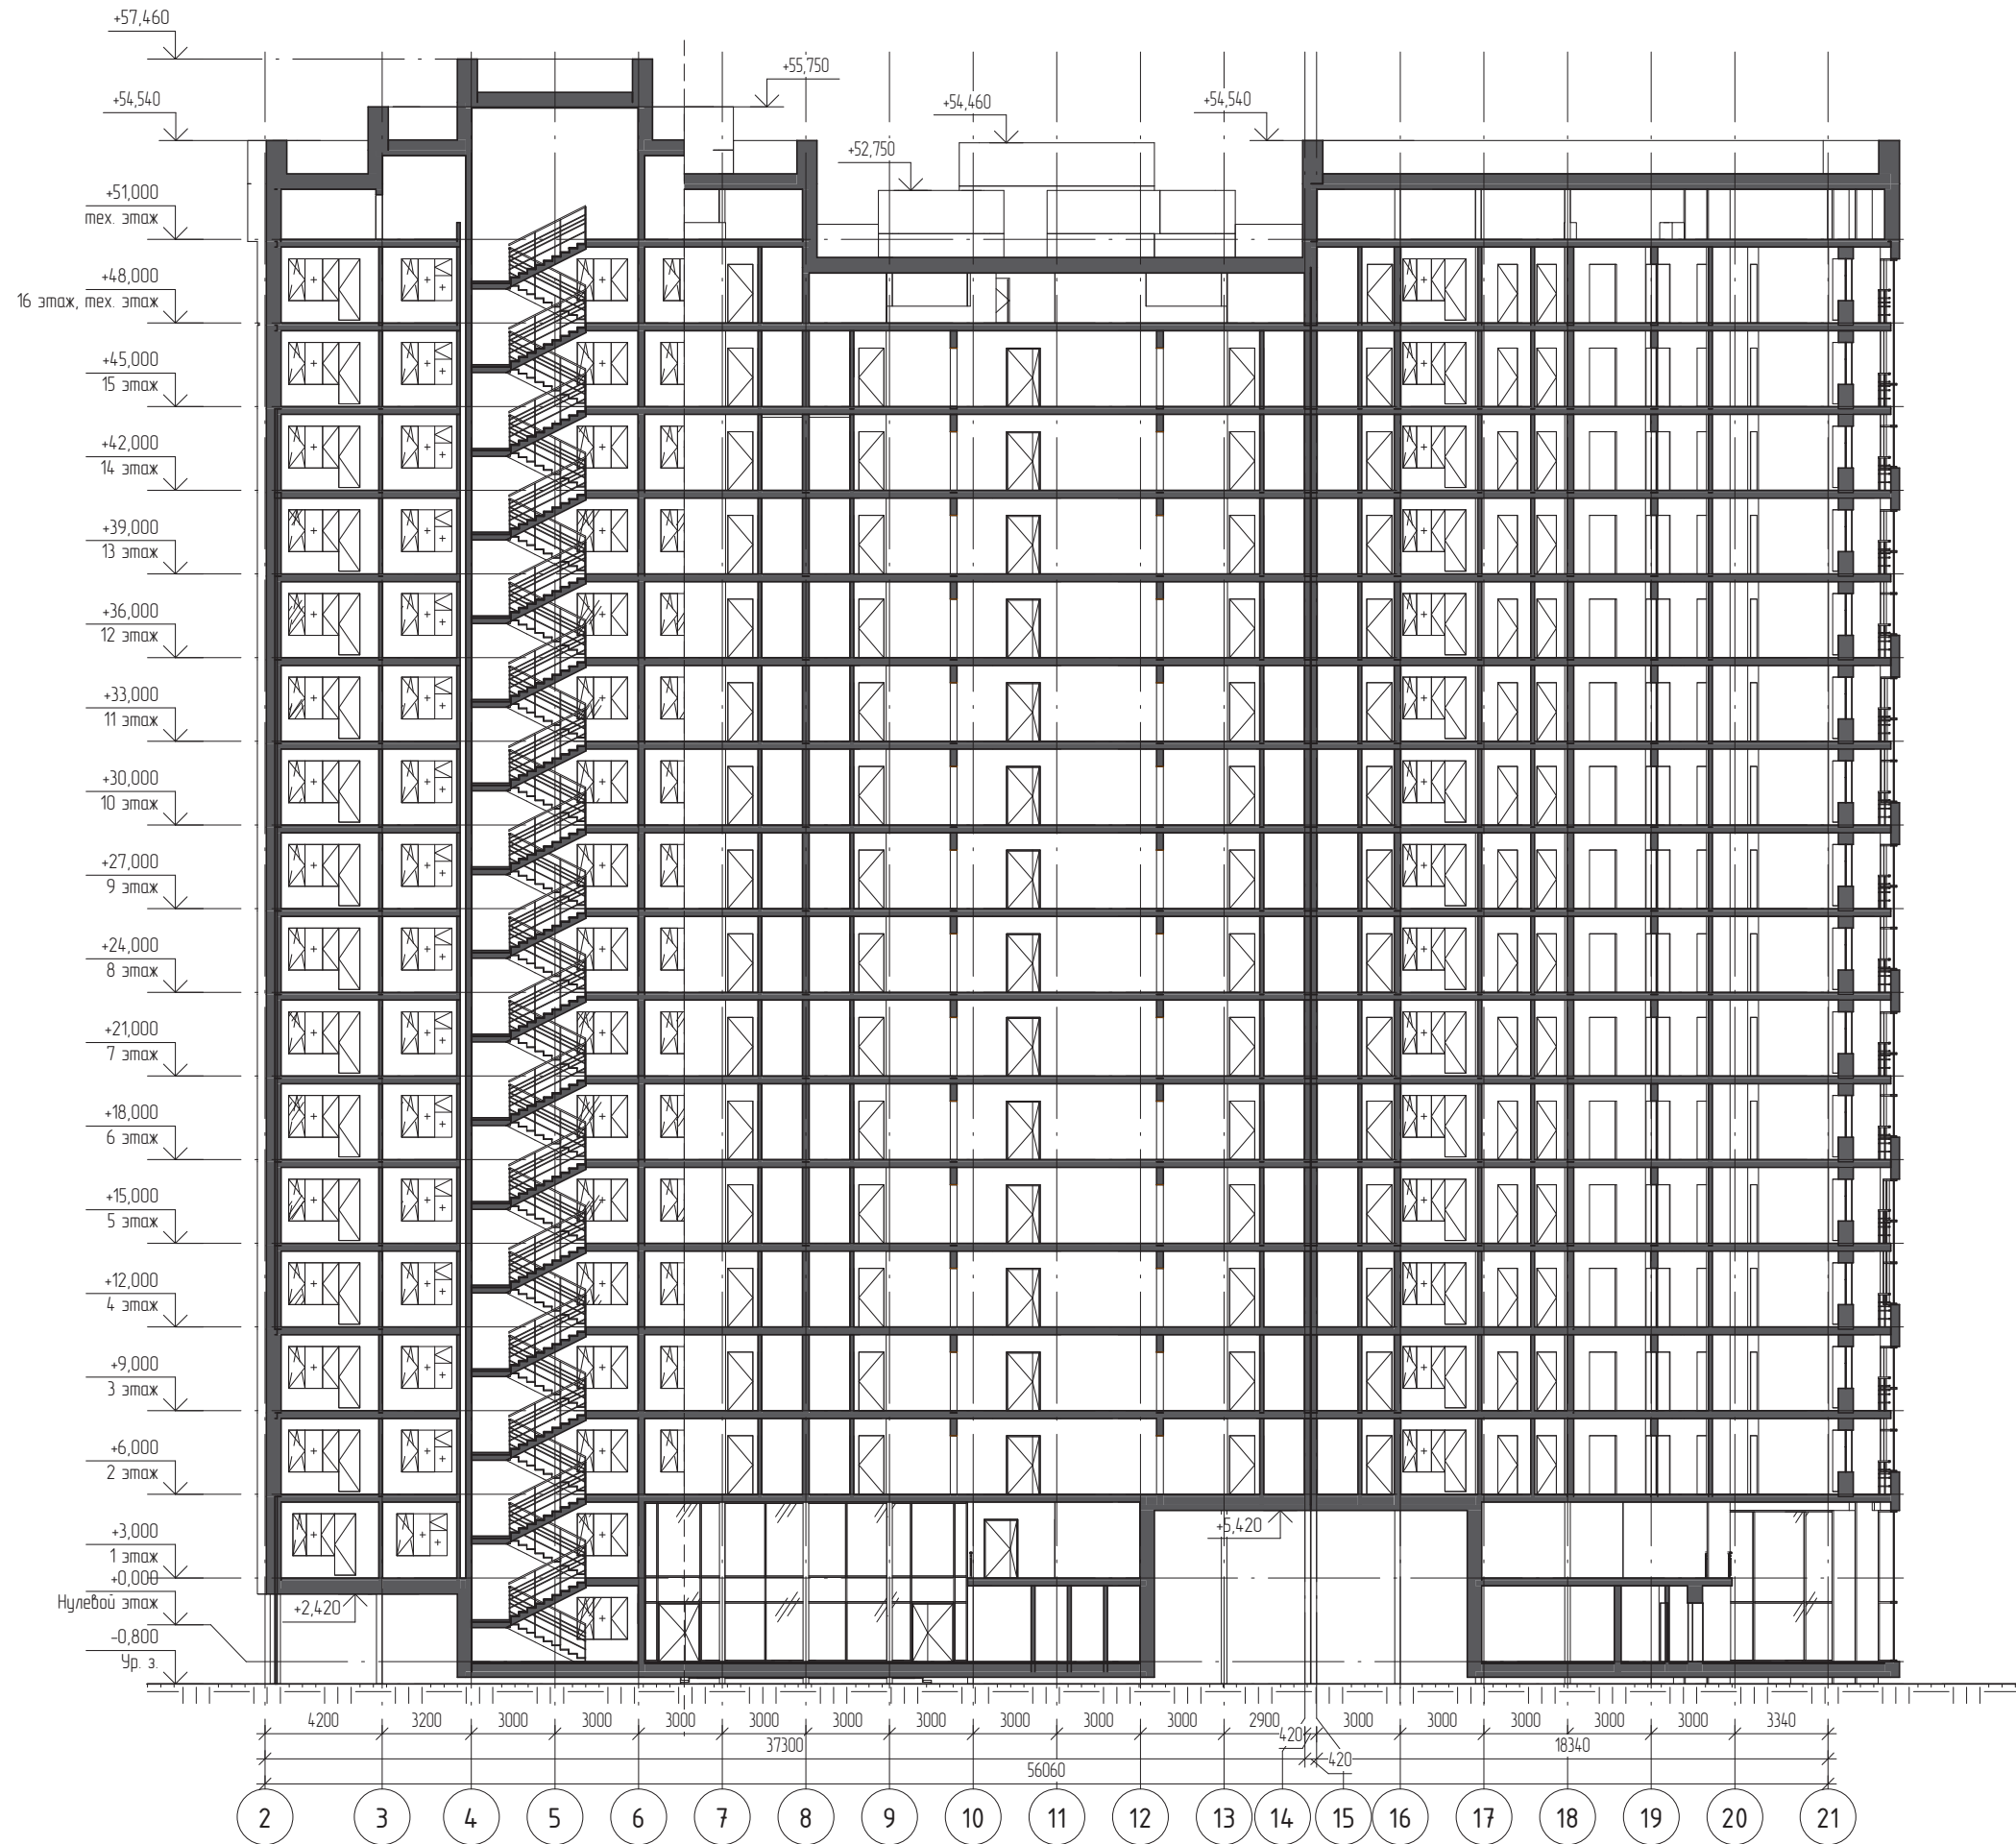 +57,460
+55,750
+54,540
+54,460
+54,540
+52,750
+51,000
тех. этаж
+48,000
16 этаж, тех. этаж
+45,000
15 этаж
+42,000
14 этаж
+39,000
13 этаж
+36,000
12 этаж
+33,000
11 этаж
+30,000
10 этаж
+27,000
9 этаж
+24,000
8 этаж
+21,000
7 этаж
+18,000
6 этаж
+15,000
5 этаж
+12,000
4 этаж
+9,000
3 этаж
+6,000
2 этаж
+5,420
+3,000
1 этаж
+0,000
Нулевой этаж
+2,420
-0,800
Ур. з.
4200 3200 3000 3000 3000 3000 3000 3000 3000 3000 3000 2900 420 3000 3000 3000 3000 3000 3340
37300 420 18340
56060
2 3 4 5 6 7 8 9 10 11 12 13 14 15 16 17 18 19 20 21